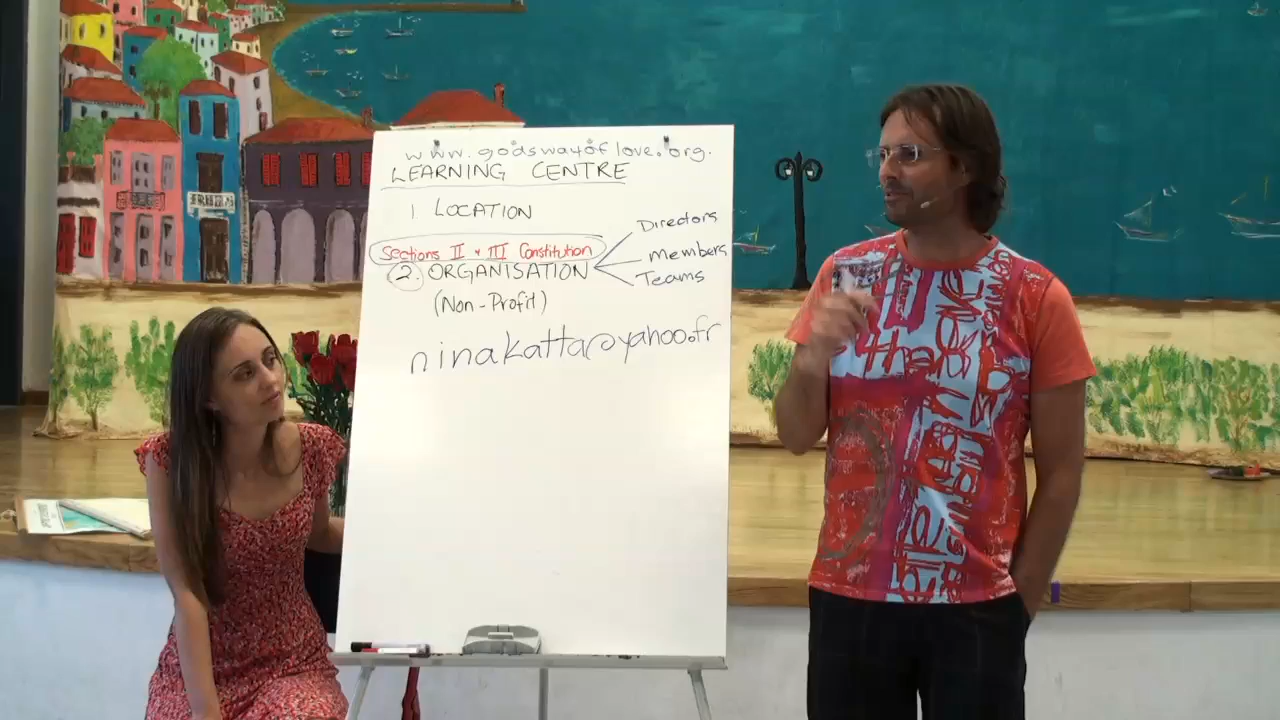 www.godswayoflove.org.
LEARNING CENTRE
1. LOCATION
Sections II & III Constitution
2. ORGANISATION
Directors
Members
Teams
(Non-Profit)
ninakatta@yahoo.fr